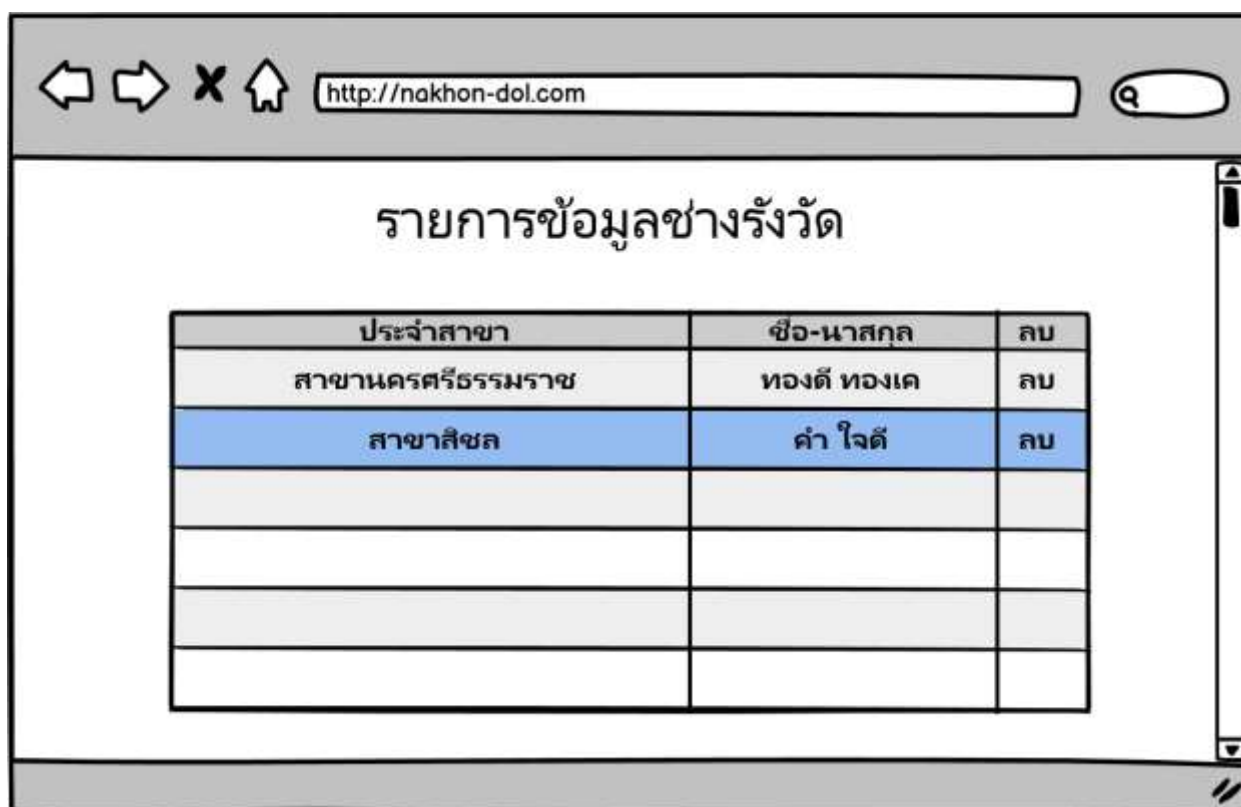 http://nakhon-dol.com
รายการข้อมูลช่างรังวัด
ประจำสาขา ชื่อ-นาสกุล ลบ
สาขานครศรีธรรมราช ทองดี ทองเค ลบ
สาขาสิชล คำ ใจดี ลบ